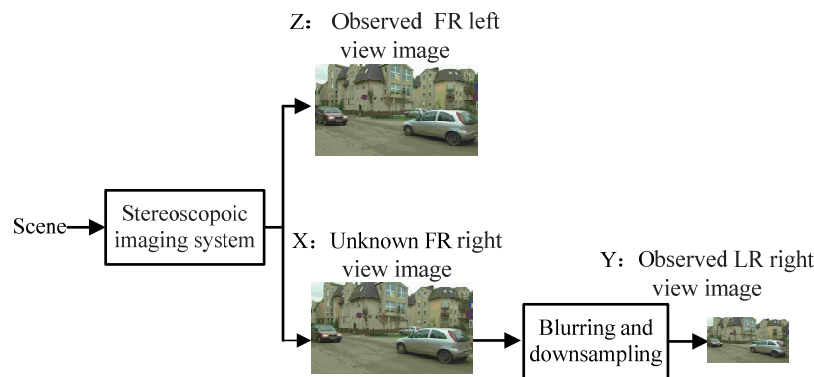 Z: Observed FR left
view image
Scene
Stereoscopoic
imaging system
X: Unknown FR right
view image
Y: Observed LR right
view image
Blurring and
downsampling